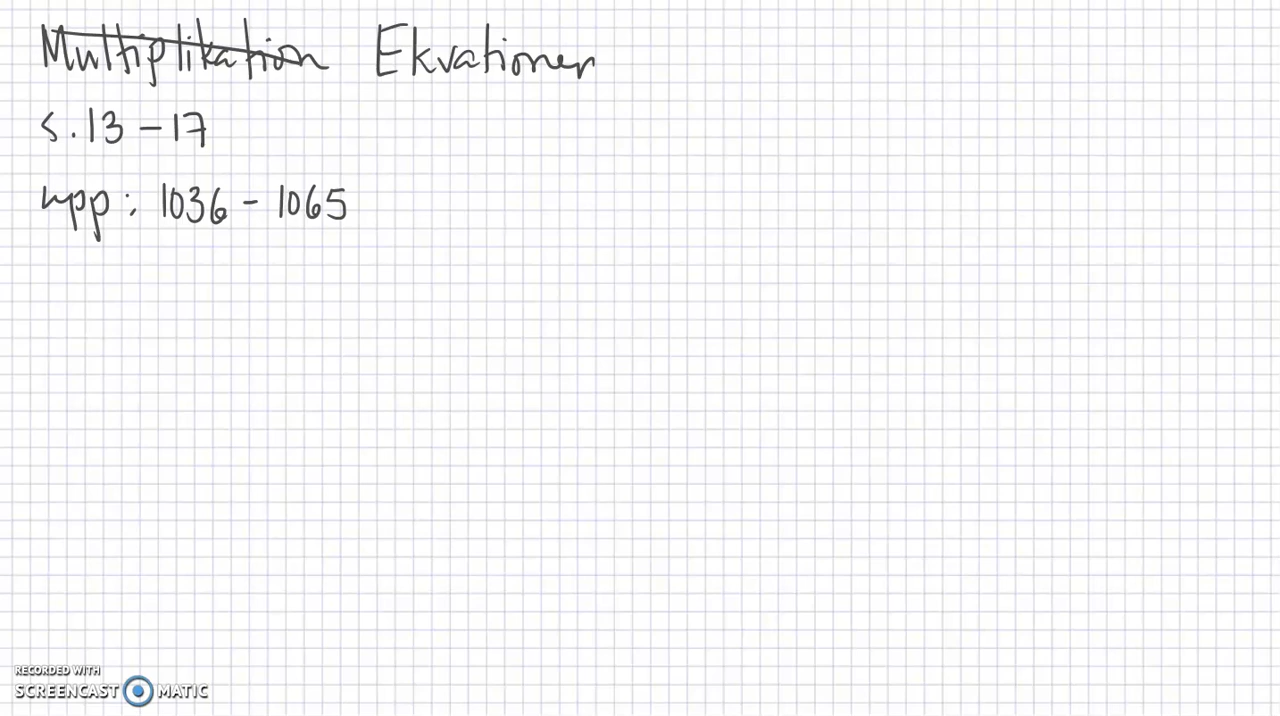 Multiplikation Ekvationer
s. 13 - 17
upp: 1036 - 1065
RECORDED WITH
SCREENCAST MATIC